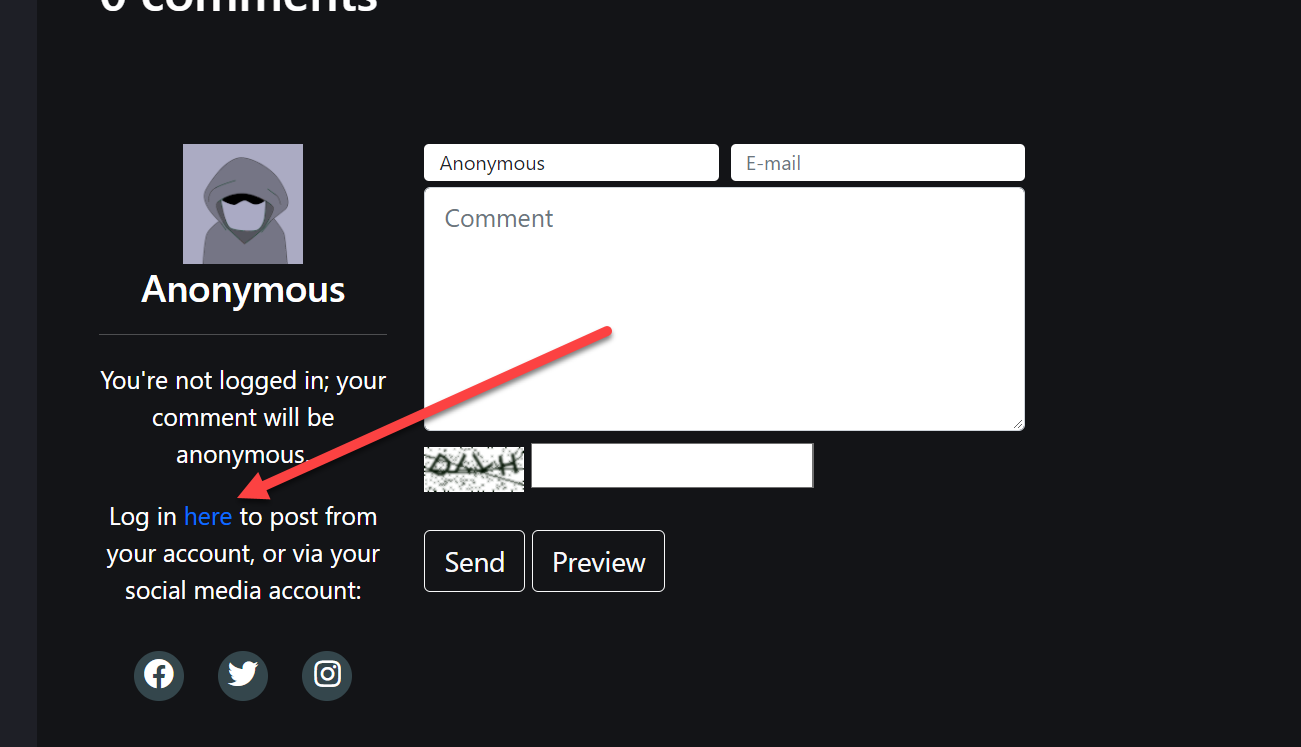 0 comments
Anonymous
E-mail
Comment
Anonymous
You're not logged in; your
comment will be
anonymous.
Log in here to post from
your account, or via your
social media account:
Send
Preview